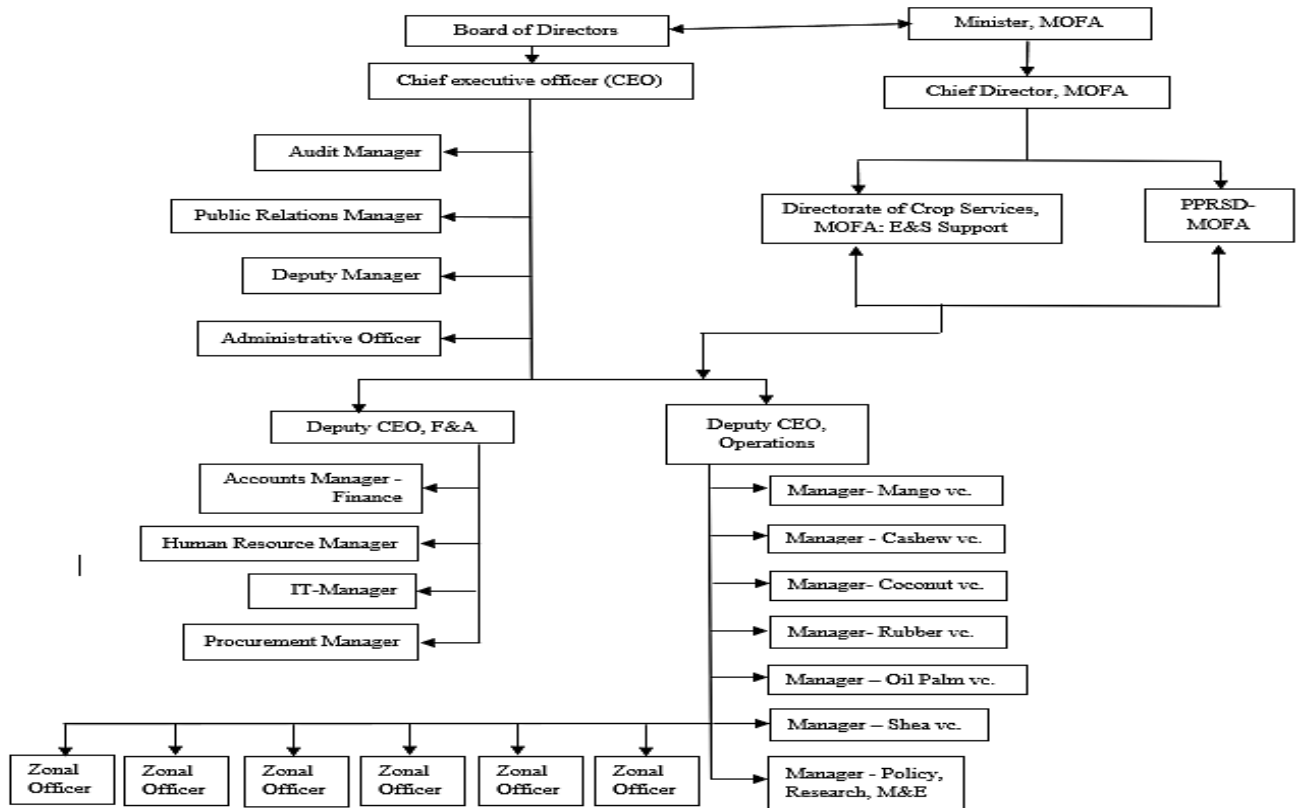 Board of Directors
Minister, MOFA
Chief executive officer (CEO)
Chief Director, MOFA
Audit Manager
Public Relations Manager
Directorate of Crop Services,
MOFA: E&S Support
PPRSD-
MOFA
Deputy Manager
Administrative Officer
Deputy CEO, F&A
Deputy CEO,
Operations
Accounts Manager -
Finance
Human Resource Manager
IT-Manager
Procurement Manager
Manager- Mango vc.
Manager - Cashew vc.
Manager- Coconut vc.
Manager- Rubber vc.
Manager – Oil Palm vc.
Manager – Shea vc.
Manager - Policy,
Research, M&E
Zonal
Officer
Zonal
Officer
Zonal
Officer
Zonal
Officer
Zonal
Officer
Zonal
Officer